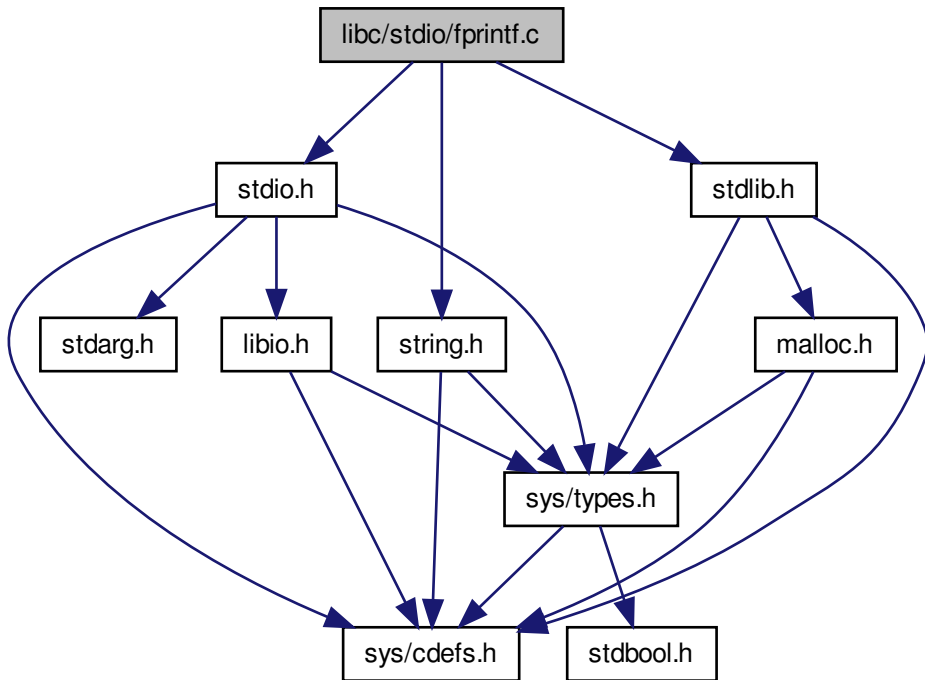 libc/stdio/fprintf.c
stdio.h
stdlib.h
stdarg.h
libio.h
string.h
malloc.h
sys/types.h
sys/cdefs.h
stdbool.h